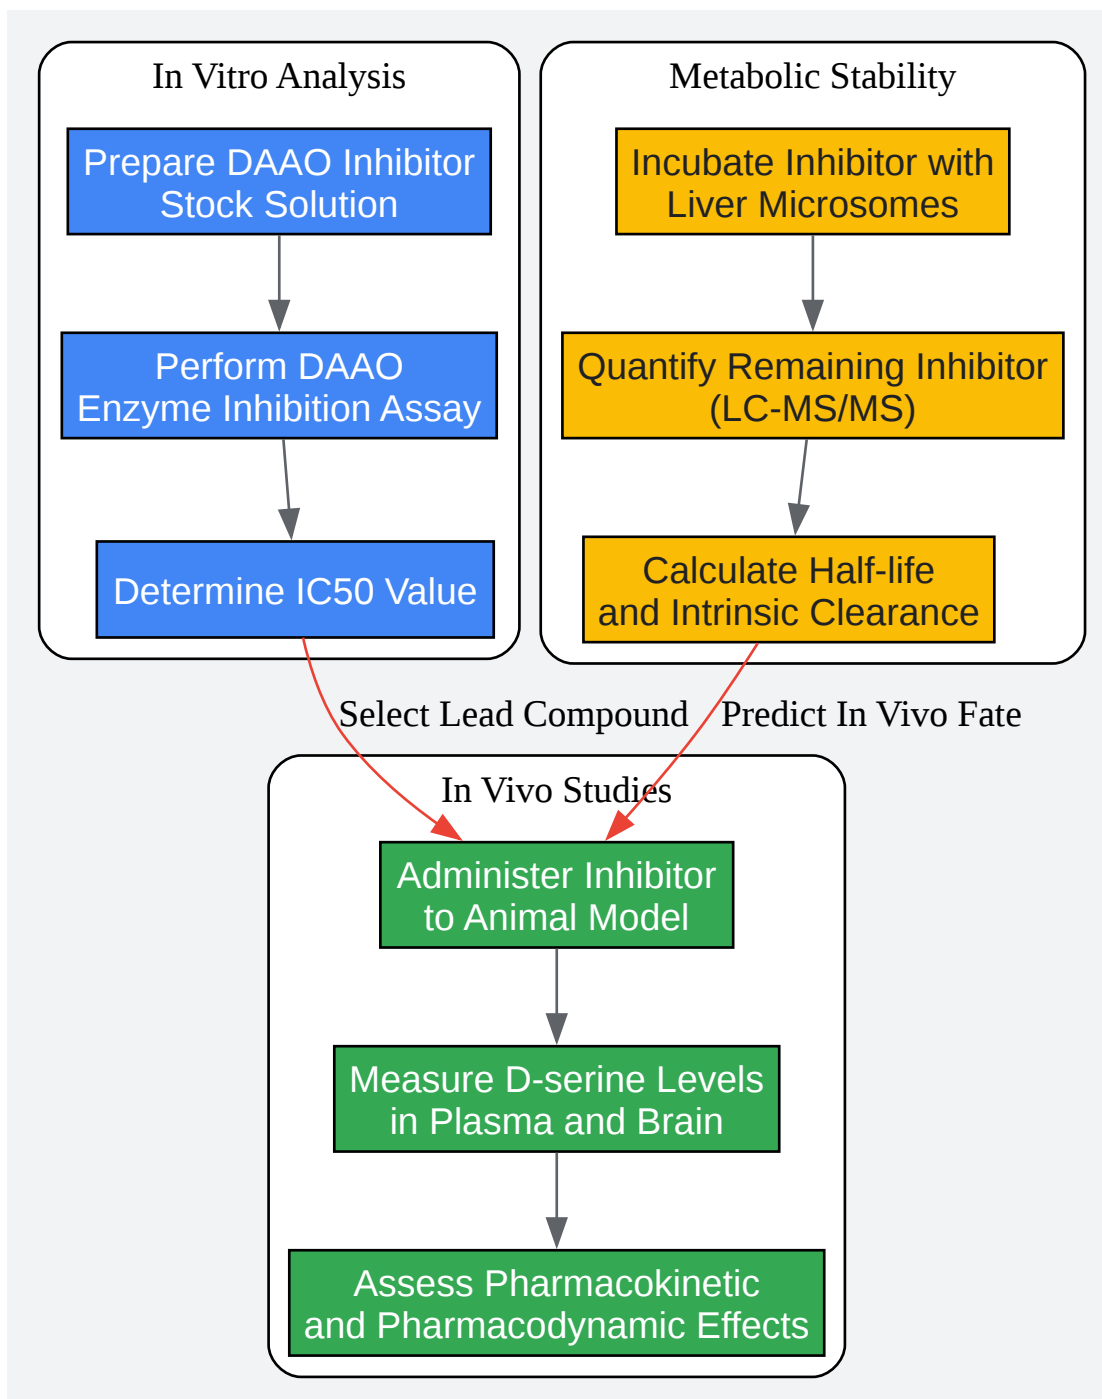 In Vitro Analysis
Prepare DAAO Inhibitor
Stock Solution
Perform DAAO
Enzyme Inhibition Assay
Determine IC50 Value
Metabolic Stability
Incubate Inhibitor with
Liver Microsomes
Quantify Remaining Inhibitor
(LC-MS/MS)
Calculate Half-life
and Intrinsic Clearance
Select Lead Compound
Predict In Vivo Fate
In Vivo Studies
Administer Inhibitor
to Animal Model
Measure D-serine Levels
in Plasma and Brain
Assess Pharmacokinetic
and Pharmacodynamic Effects